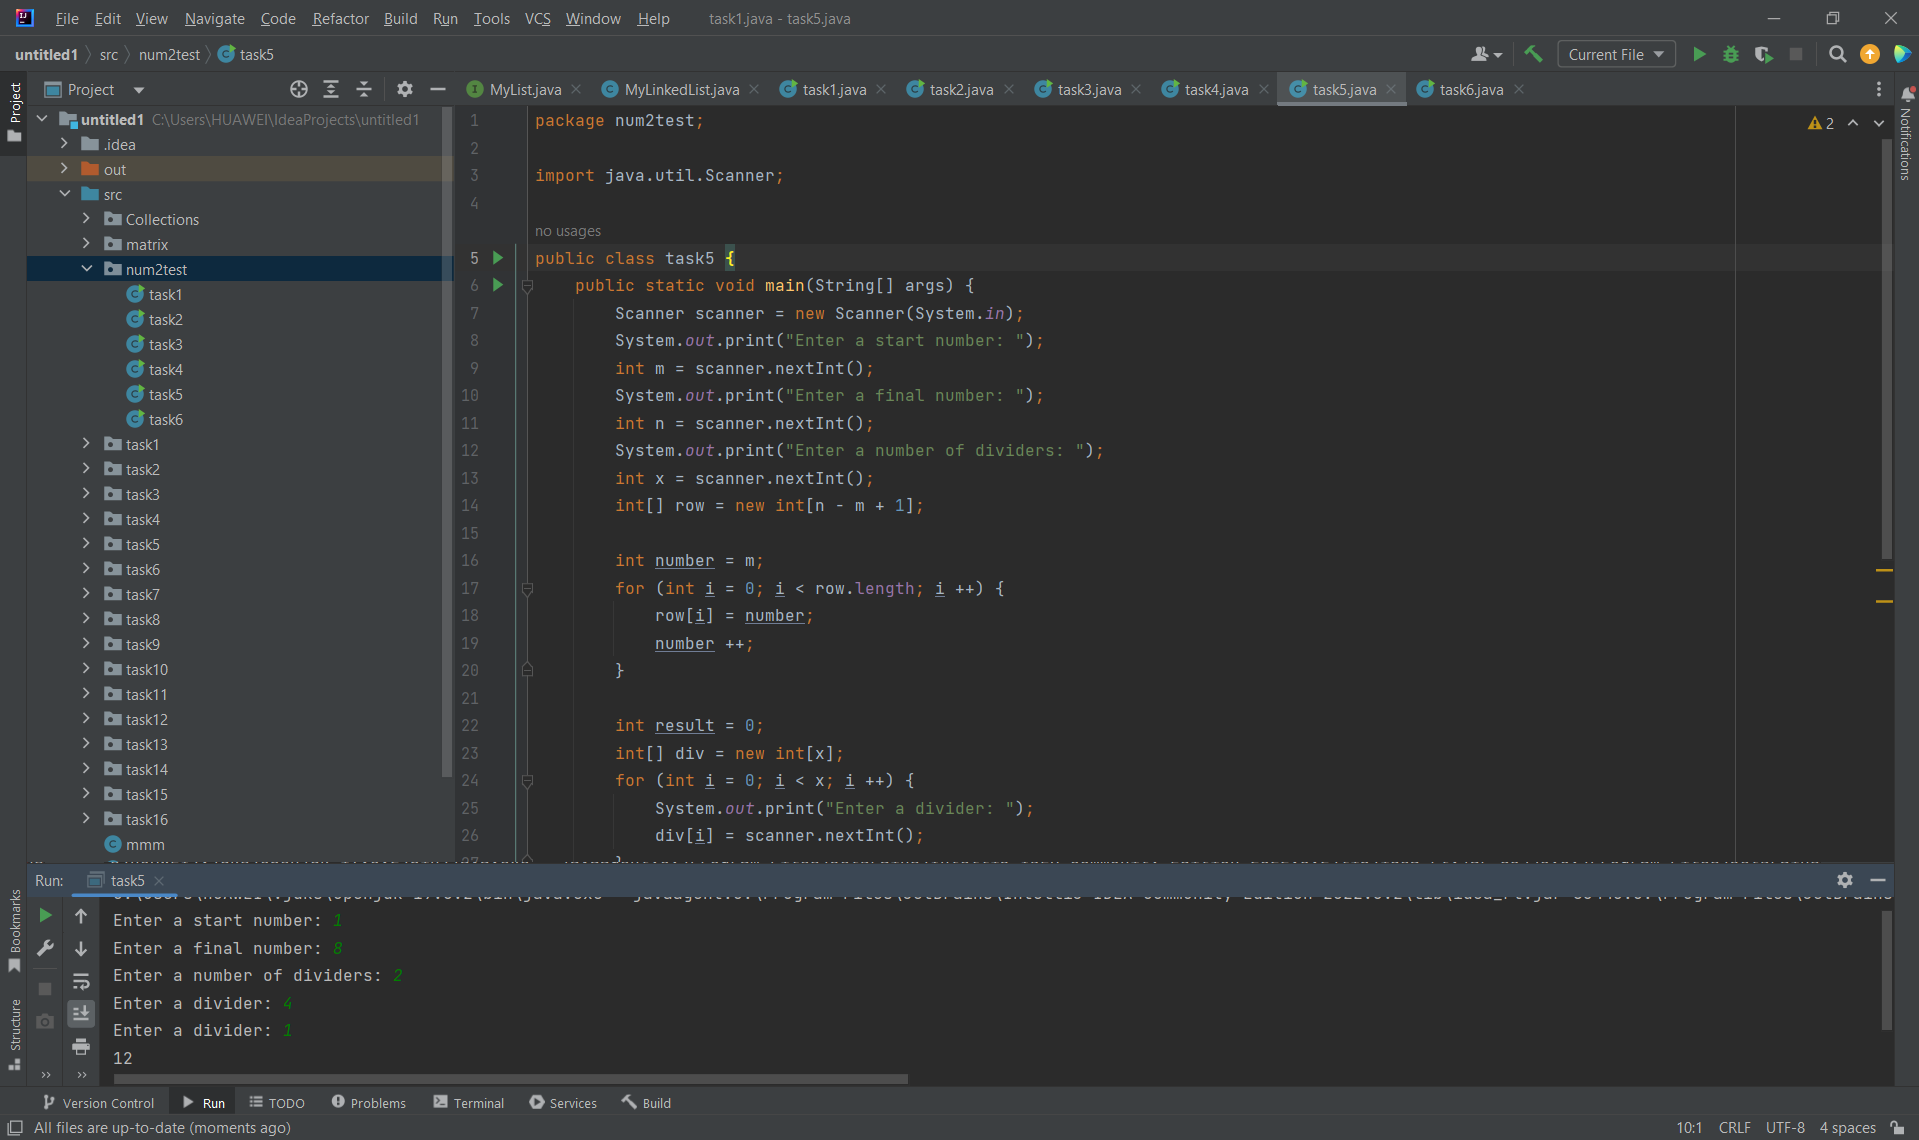 File Edit View Navigate Code Refactor Build Run Tools VCS Window Help task1.java - task5.java
untitled1 src num2test task5
Current File
Project
MyList.java MyLinkedList.java task1.java task2.java task3.java task4.java task5.java task6.java
Project
Notifications
untitled1 C:\Users\HUAWEI\IdeaProjects\untitled1
.idea
out
src
Collections
matrix
num2test
task1
task2
task3
task4
task5
task6
task1
task2
task3
task4
task5
task6
task7
task8
task9
task10
task11
task12
task13
task14
task15
task16
mmm
2
1 package num2test;
2
3 import java.util.Scanner;
4
no usages
5 public class task5 {
6 public static void main(String[] args) {
7 Scanner scanner = new Scanner(System.in);
8 System.out.print("Enter a start number: ");
9 int m = scanner.nextInt();
10 System.out.print("Enter a final number: ");
11 int n = scanner.nextInt();
12 System.out.print("Enter a number of dividers: ");
13 int x = scanner.nextInt();
14 int[] row = new int[n - m + 1];
15
16 int number = m;
17 for (int i = 0; i < row.length; i ++) {
18 row[i] = number;
19 number ++;
20 }
21
22 int result = 0;
23 int[] div = new int[x];
24 for (int i = 0; i < x; i ++) {
25 System.out.print("Enter a divider: ");
26 div[i] = scanner.nextInt();
Run: task5
Bookmarks
Structure
Enter a start number: 1
Enter a final number: 8
Enter a number of dividers: 2
Enter a divider: 4
Enter a divider: 1
12
Version Control Run TODO Problems Terminal Services Build
All files are up-to-date (moments ago)
10:1 CRLF UTF-8 4 spaces